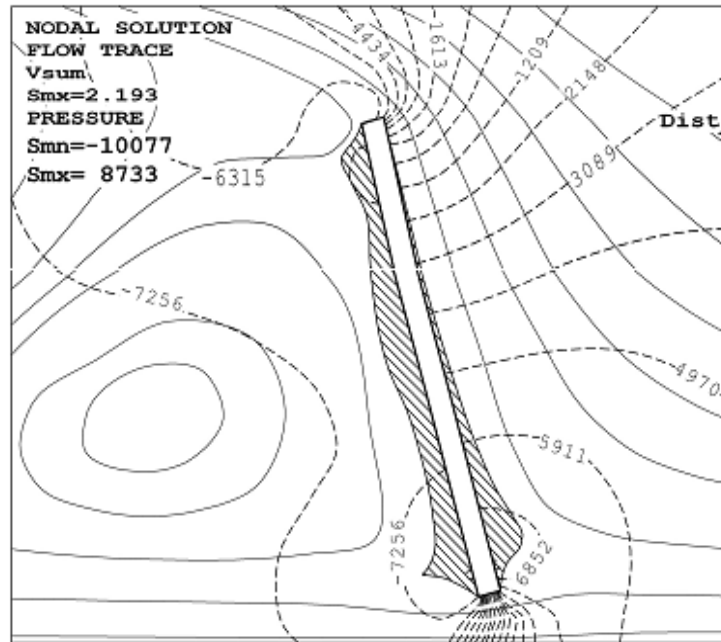 NODAL SOLUTION
FLOW TRACE
Vsum
Smx=2.193
PRESSURE
Smn=-10077
Smx= 8733
4434
1613
-1209
-2148
Dist
-6315
3089
-7256
4970
5911
-7256
6852